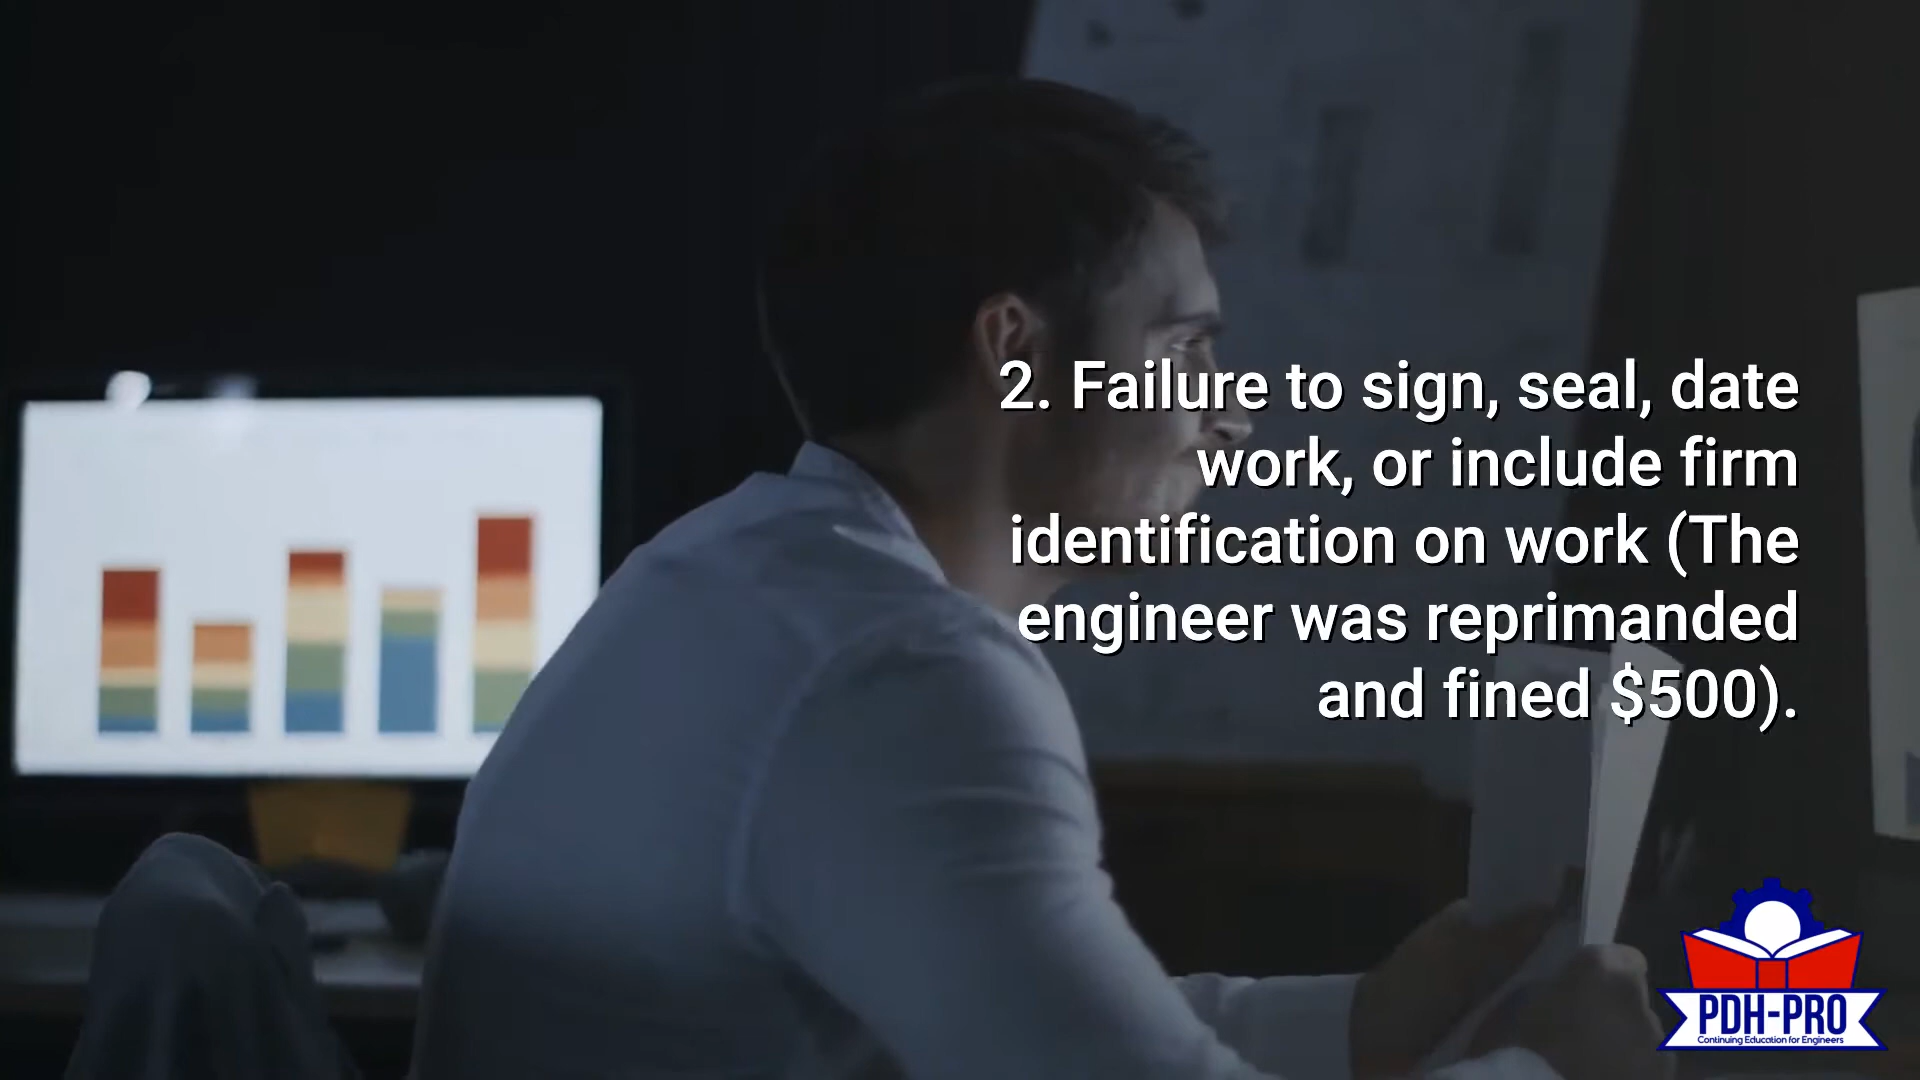 2. Failure to sign, seal, date
work, or include firm
identification on work (The
engineer was reprimanded
and fined $500).
PDH-PRO
Continuing Education for Engineers